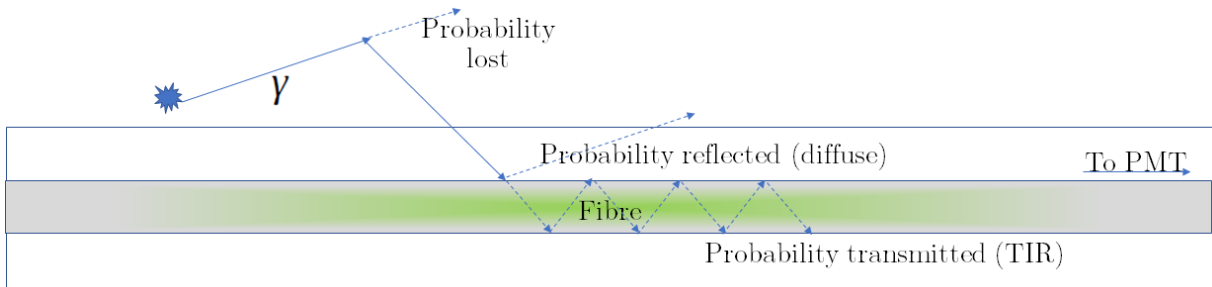 Probability
lost
γ
Probability reflected (diffuse)
To PMT
Fibre
Probability transmitted (TIR)